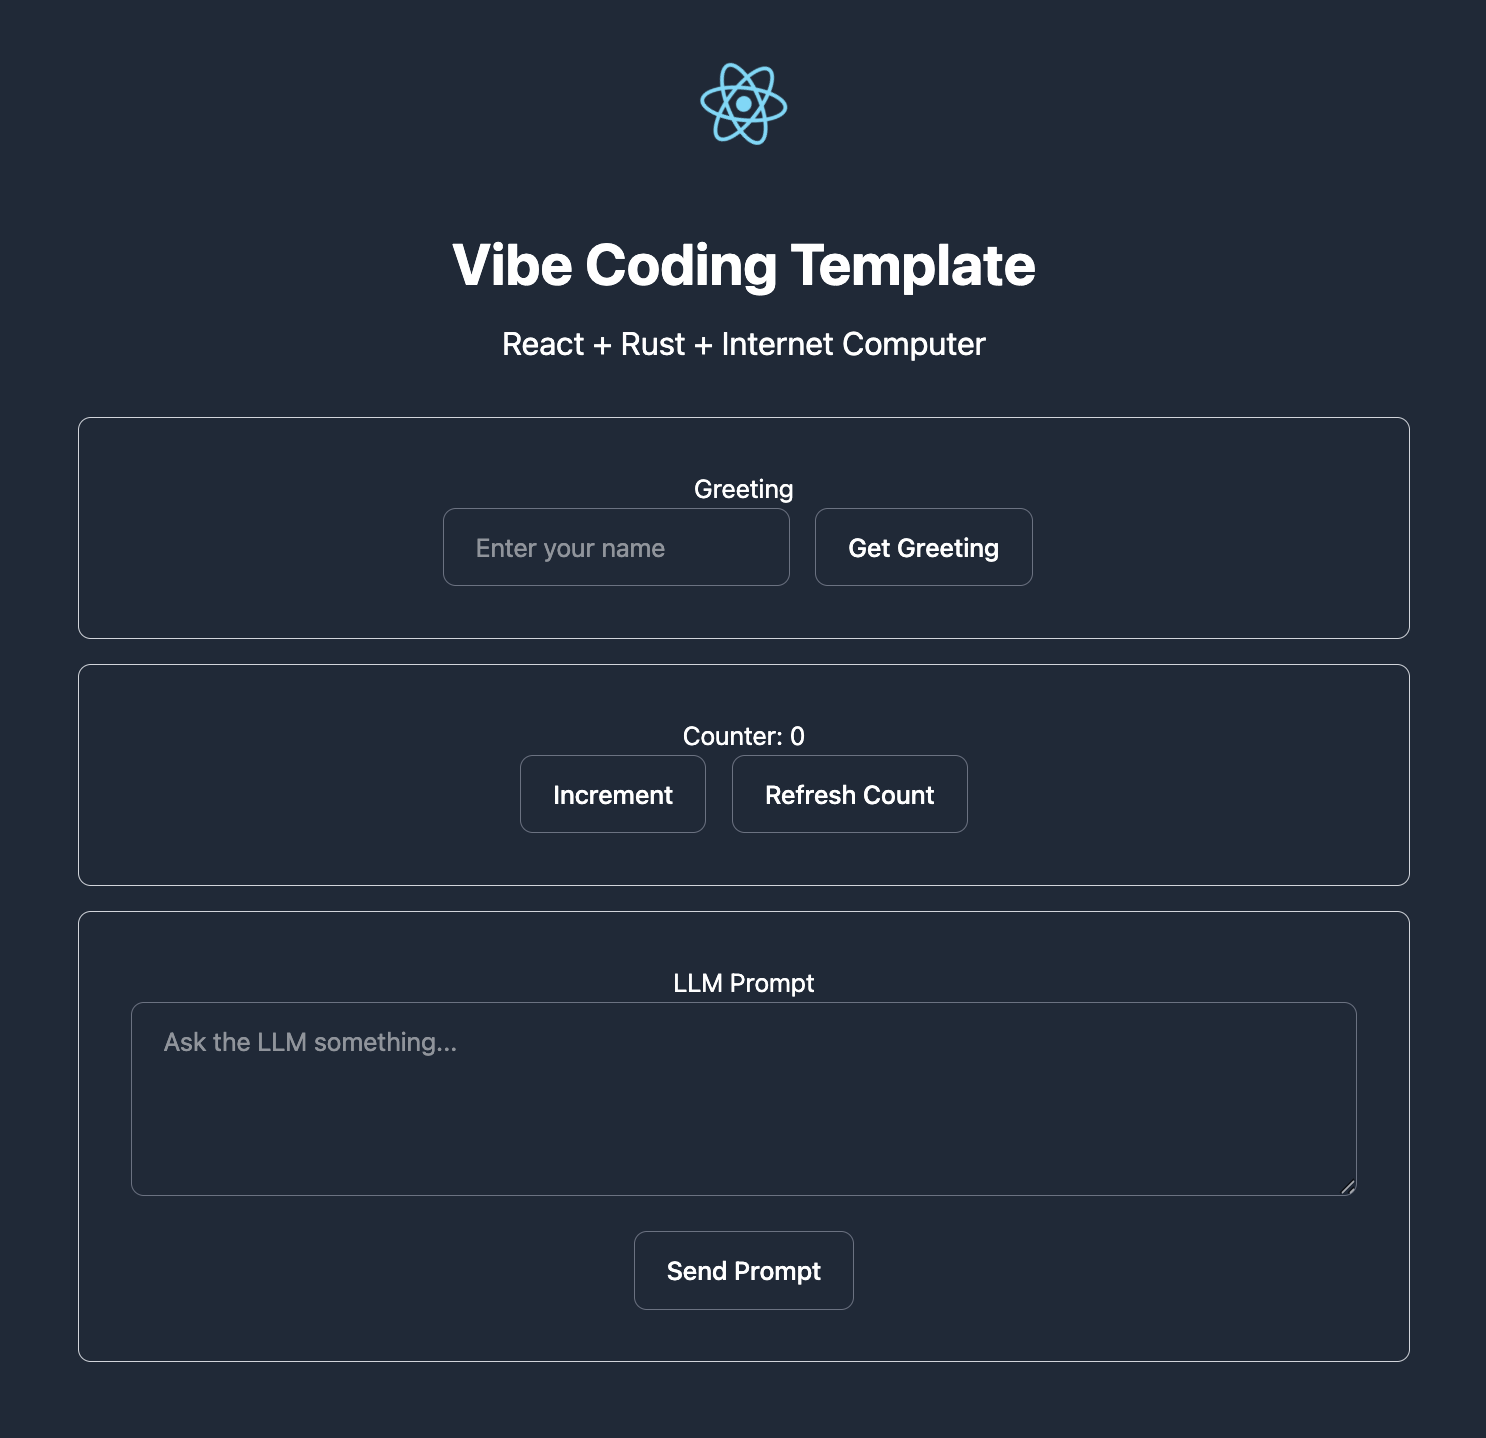 Vibe Coding Template
React + Rust + Internet Computer
Greeting
Enter your name
Get Greeting
Counter: 0
Increment
Refresh Count
LLM Prompt
Ask the LLM something...
Send Prompt